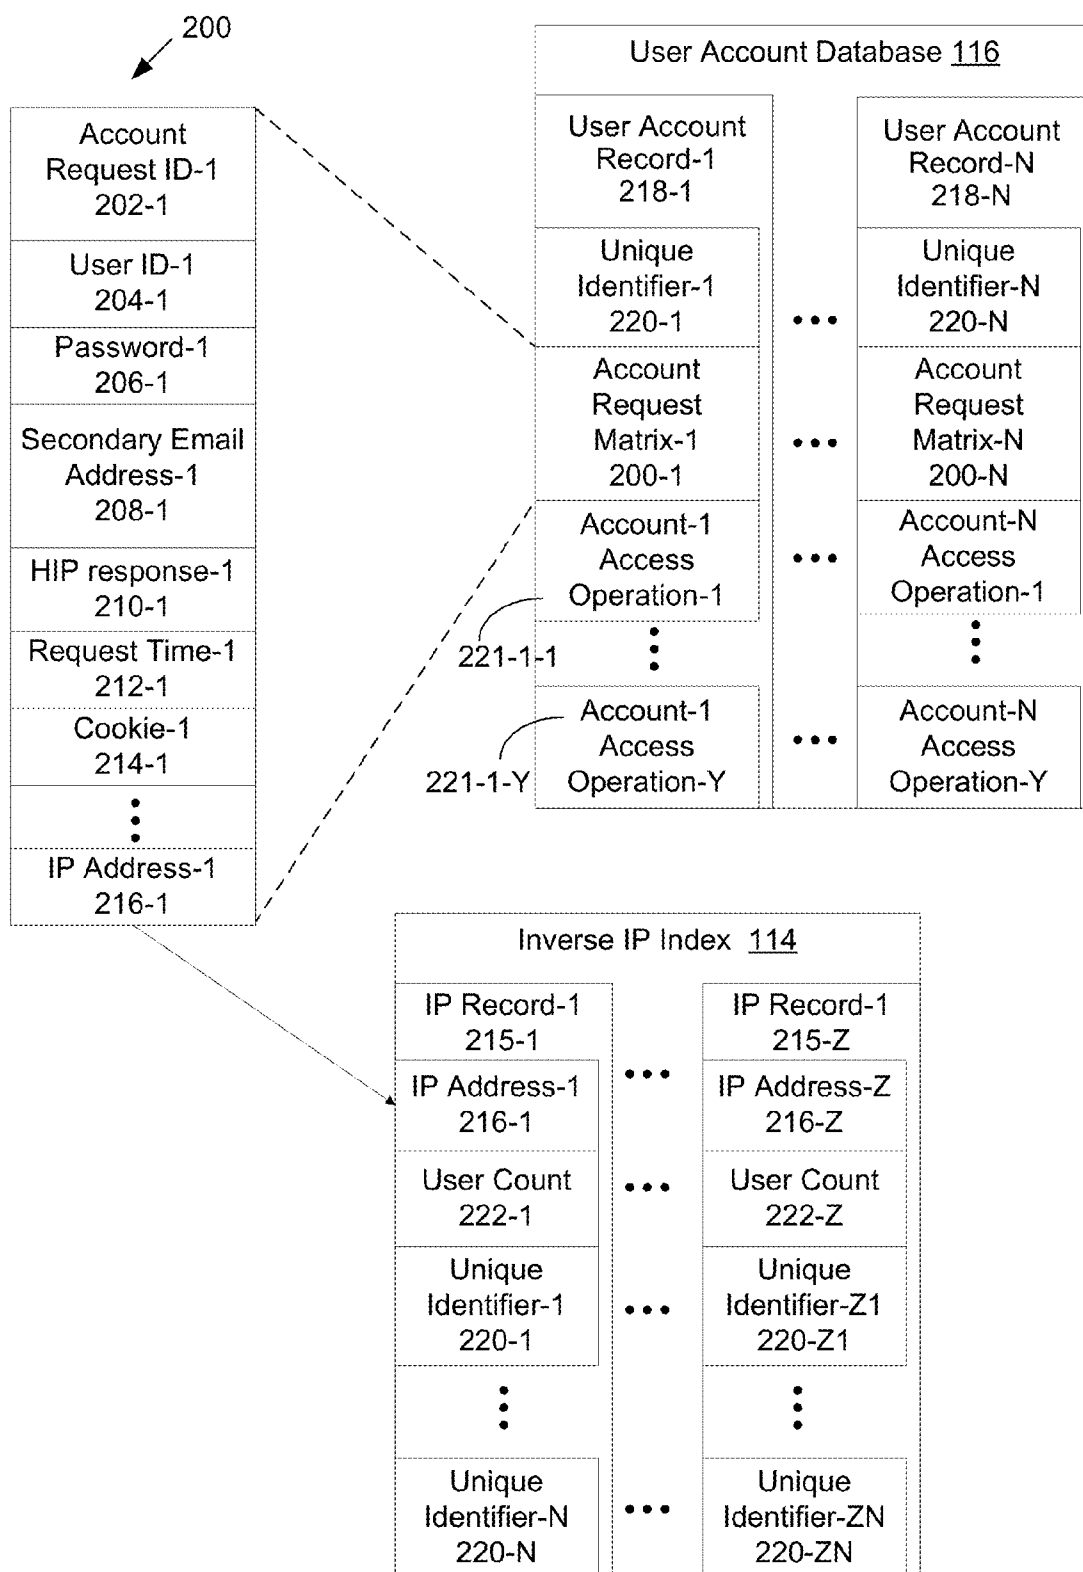 200
Account
Request ID-1
202-1
User ID-1
204-1
Password-1
206-1
Secondary Email
Address-1
208-1
HIP response-1
210-1
Request Time-1
212-1
Cookie-1
214-1
IP Address-1
216-1
User Account Database 116
User Account
Record-1
218-1
Unique
Identifier-1
220-1
Account
Request
Matrix-1
200-1
Account-1
Access
Operation-1
221-1-1
Account-1
Access
Operation-Y
221-1-Y
User Account
Record-N
218-N
Unique
Identifier-N
220-N
Account
Request
Matrix-N
200-N
Account-N
Access
Operation-1
Account-N
Access
Operation-Y
Inverse IP Index 114
IP Record-1
215-1
IP Address-1
216-1
User Count
222-1
Unique
Identifier-1
220-1
Unique
Identifier-N
220-N
IP Record-1
215-Z
IP Address-Z
216-Z
User Count
222-Z
Unique
Identifier-Z1
220-Z1
Unique
Identifier-ZN
220-ZN